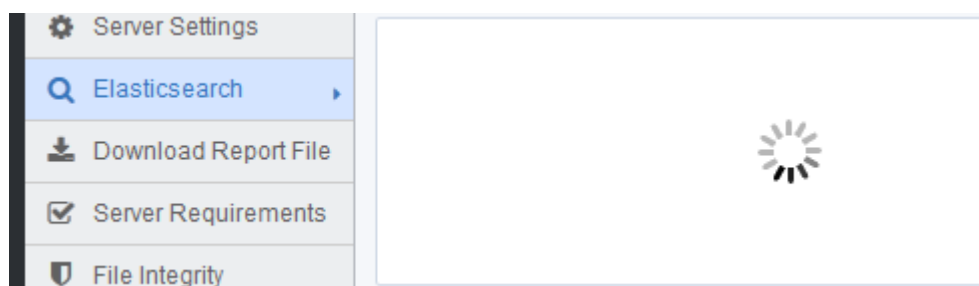 Server Settings
Elasticsearch
Download Report File
Server Requirements
File Integrity